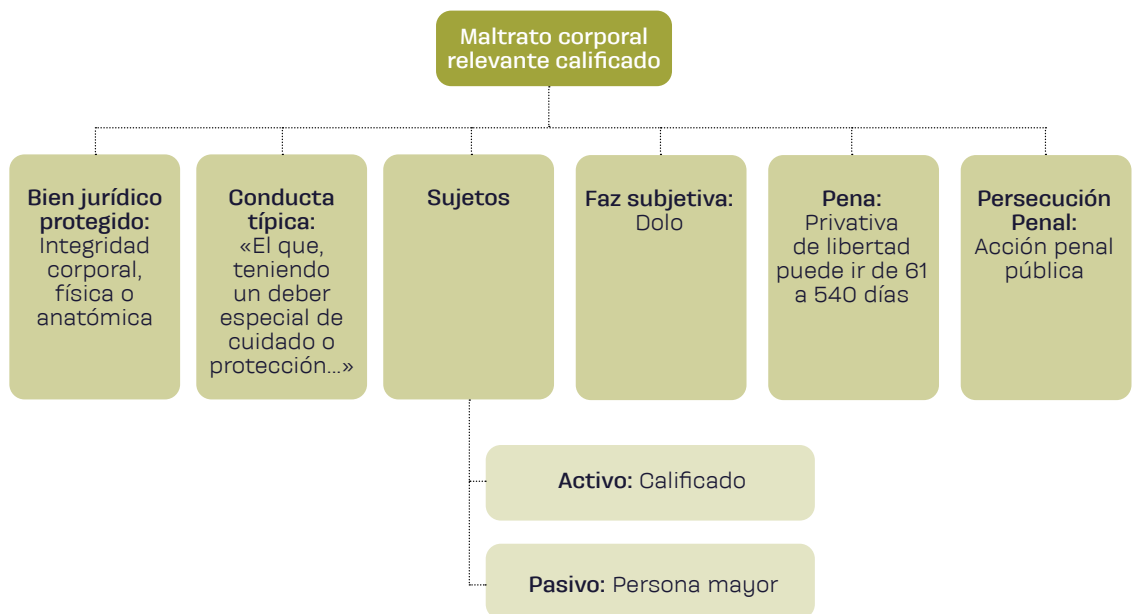 Maltrato corporal
relevante calificado
Bien jurídico
protegido:
Integridad
corporal,
física o
anatómica
Conducta
típica:
«El que,
teniendo
un deber
especial de
cuidado o
protección...»
Sujetos
Faz subjetiva:
Dolo
Pena:
Privativa
de libertad
puede ir de 61
a 540 días
Persecución
Penal:
Acción penal
pública
Activo: Calificado
Pasivo: Persona mayor